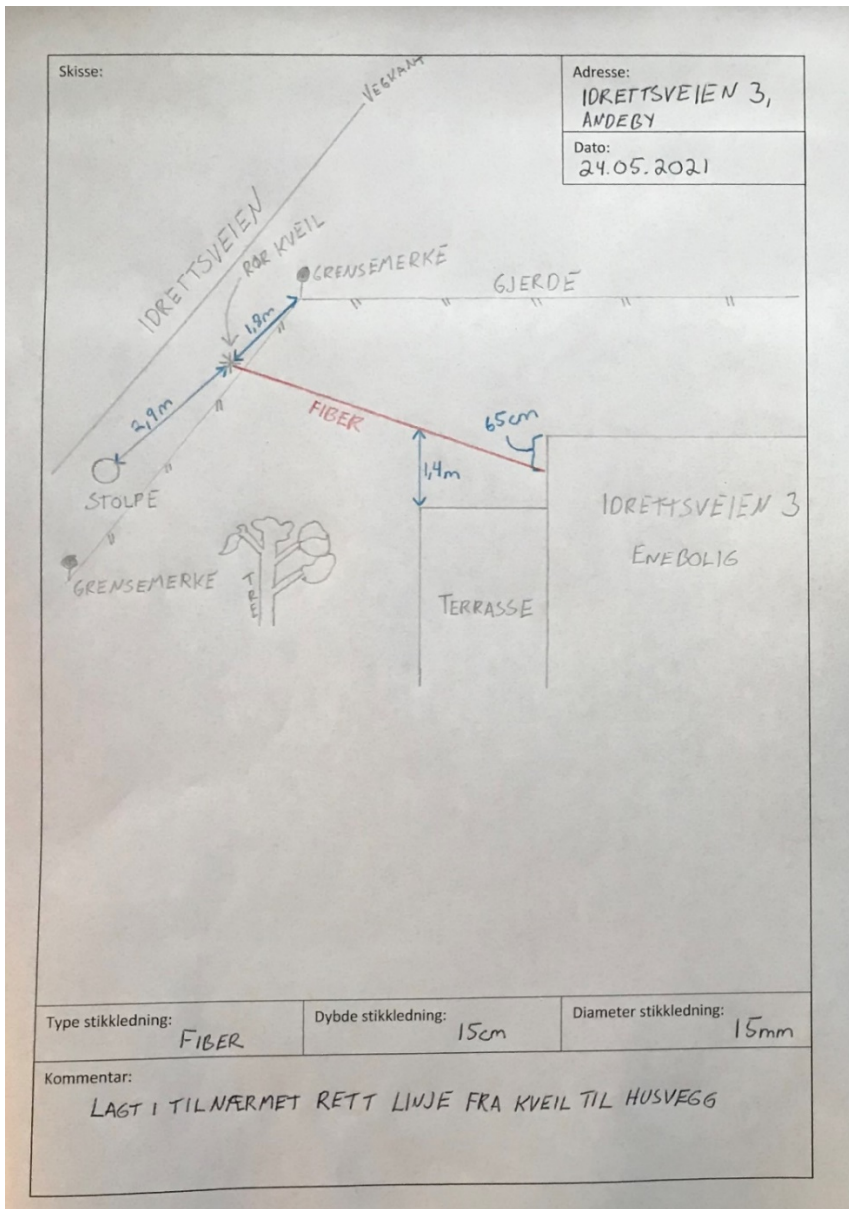 Skisse:
VEGKANT
Adresse:
IDRETTSVEIEN 3,
ANDEBY
Dato:
24.05.2021
IDRETTSVEIEN
RØR KVEIL
GRENSEMERKE
GJERDE
1,8m
2,9m
FIBER
65cm
1,4m
STOLPE
IDRETTSVEIEN 3
ENEBOLIG
GRENSEMERKE
TRE
TERRASSE
Type stikkledning:
FIBER
Dybde stikkledning:
15cm
Diameter stikkledning:
15mm
Kommentar:
LAGT I TILNÆRMET RETT LINJE FRA KVEIL TIL HUSVEGG